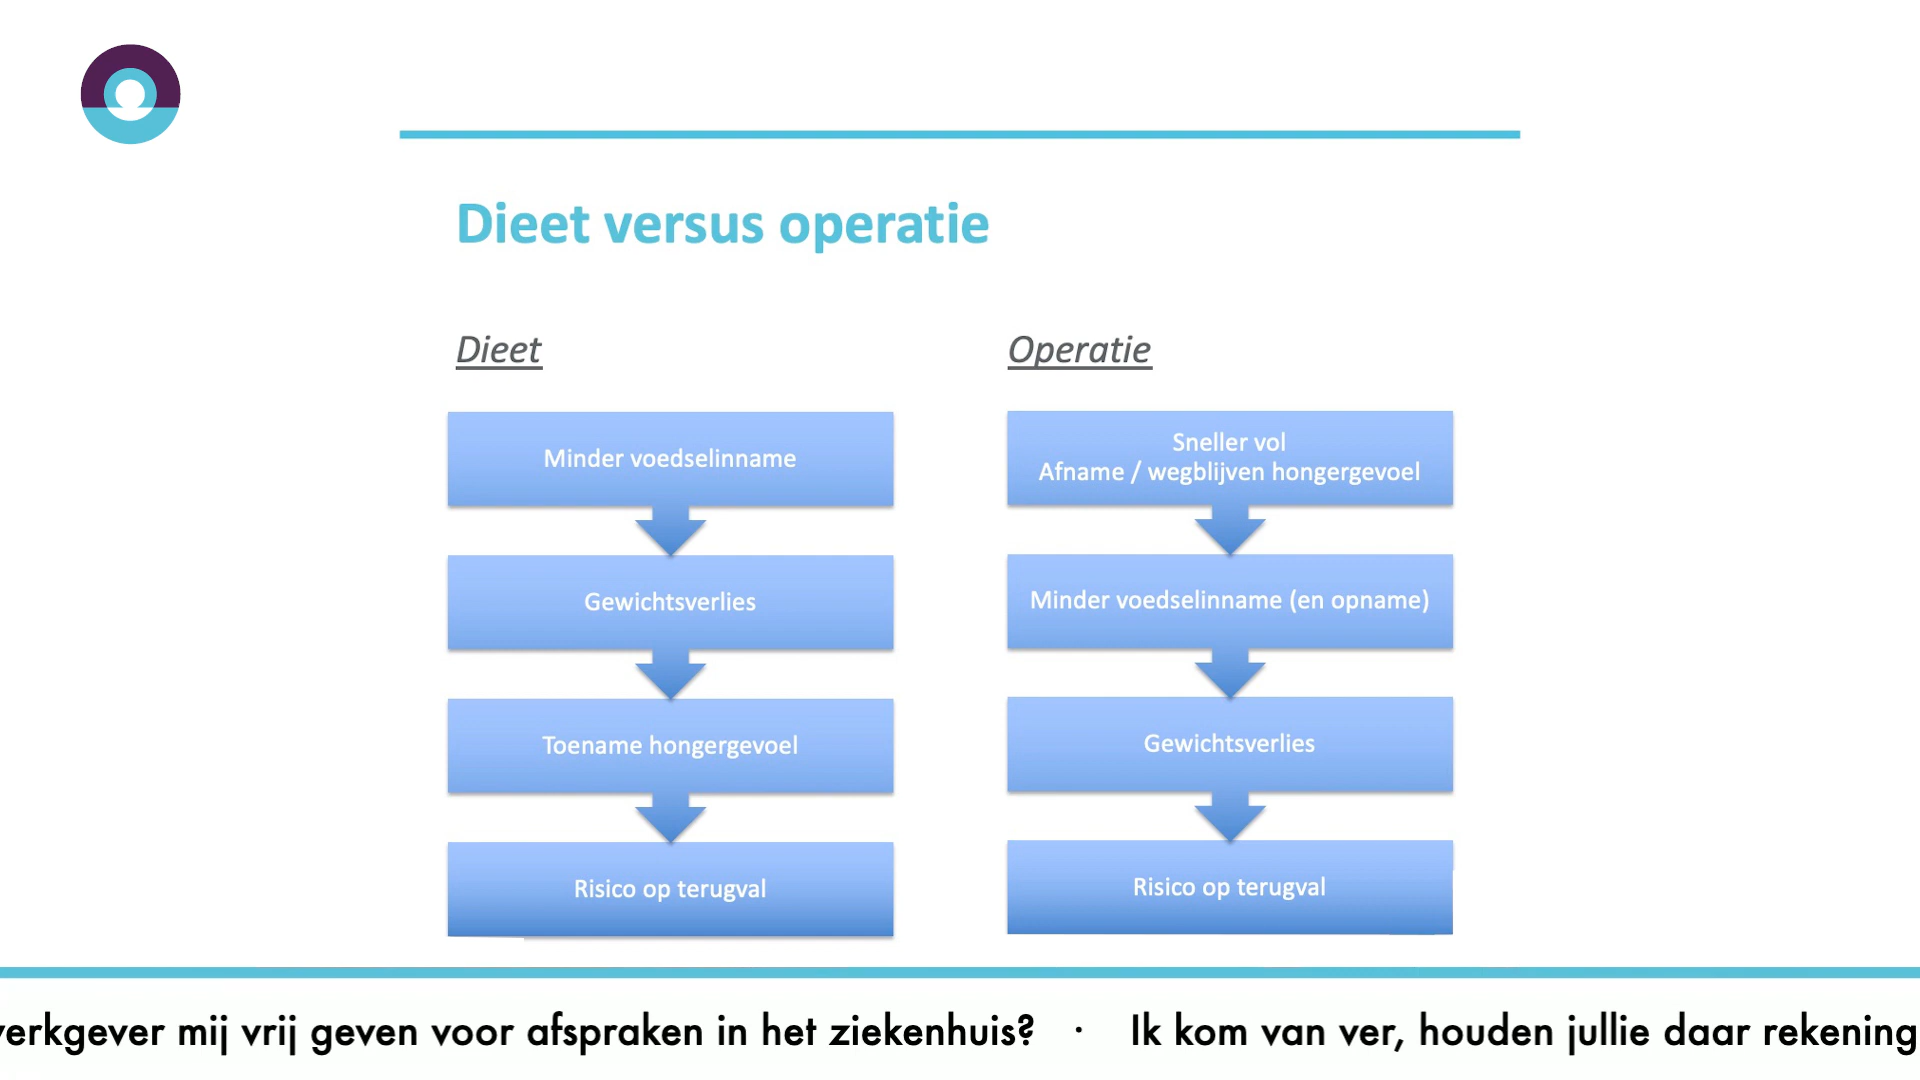 Dieet versus operatie
Dieet
Minder voedselinname
Gewichtsverlies
Toename hongergevoel
Risico op terugval
Operatie
Sneller vol
Afname / wegblijven hongergevoel
Minder voedselinname (en opname)
Gewichtsverlies
Risico op terugval
mij vrij geven voor afspraken in het ziekenhuis? · Ik kom van ver, houden jullie daar rekening